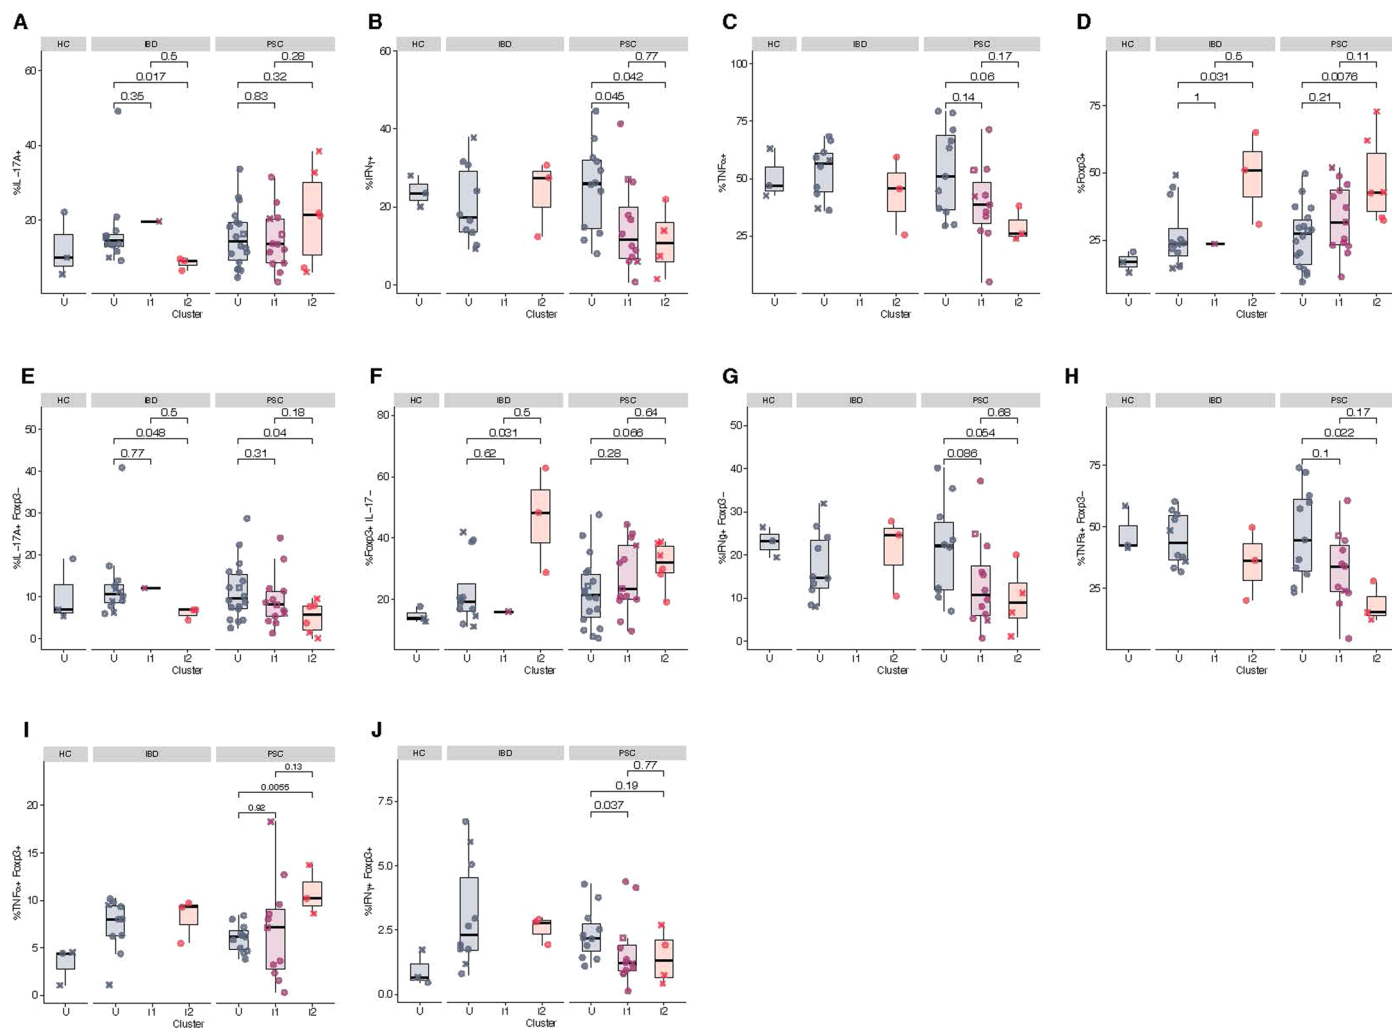 A
HC IBD PSC
0.5 0.28
0.017 0.32
0.35 0.83
60
40
20
%IL−17A+
U U I1 I2 U I1 I2
Cluster
B
HC IBD PSC
0.77
0.042
0.045
60
40
20
0
%IFNγ+
U U I1 I2 U I1 I2
Cluster
C
HC IBD PSC
0.17
0.06
0.14
100
75
50
25
%TNFα+
U U I1 I2 U I1 I2
Cluster
D
HC IBD PSC
0.5 0.11
0.031 0.0076
1 0.21
75
50
25
%Foxp3+
U U I1 I2 U I1 I2
Cluster
E
HC IBD PSC
0.5 0.18
0.048 0.04
0.77 0.31
50
40
30
20
10
0
%IL−17A+ Foxp3−
U U I1 I2 U I1 I2
Cluster
F
HC IBD PSC
0.5 0.64
0.031 0.066
0.62 0.28
80
60
40
20
%Foxp3+ IL−17−
U U I1 I2 U I1 I2
Cluster
G
HC IBD PSC
0.68
0.054
0.086
50
40
30
20
10
0
%IFNg+ Foxp3−
U U I1 I2 U I1 I2
Cluster
H
HC IBD PSC
0.17
0.022
0.1
75
50
25
%TNFα+ Foxp3−
U U I1 I2 U I1 I2
Cluster
I
HC IBD PSC
0.13
0.0055
0.92
20
15
10
5
0
%TNFα+ Foxp3+
U U I1 I2 U I1 I2
Cluster
J
HC IBD PSC
0.77
0.19
0.037
7.5
5.0
2.5
0.0
%IFNγ+ Foxp3+
U U I1 I2 U I1 I2
Cluster